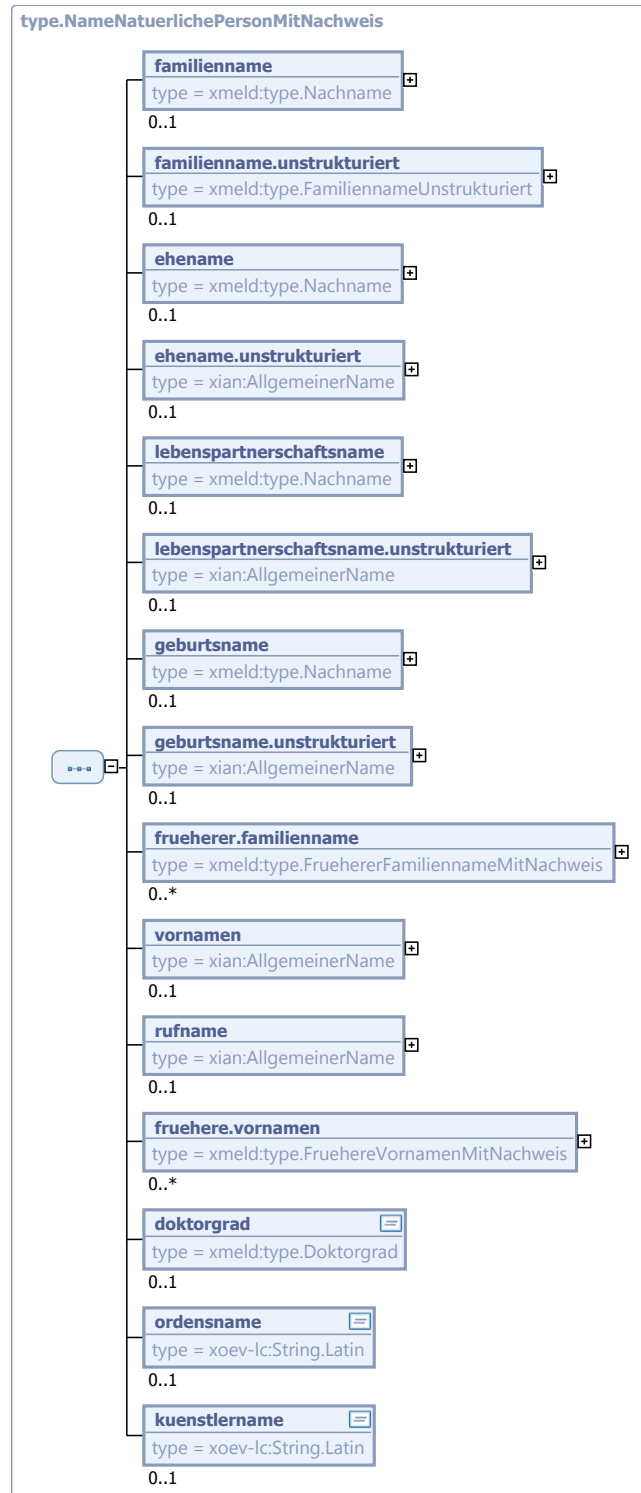 type.NameNatuerlichePersonMitNachweis
familienname
type = xmeld:type.Nachname
0..1
familienname.unstrukturiert
type = xmeld:type.FamiliennameUnstrukturiert
0..1
ehename
type = xmeld:type.Nachname
0..1
ehename.unstrukturiert
type = xian:AllgemeinerName
0..1
lebenspartnerschaftsname
type = xmeld:type.Nachname
0..1
lebenspartnerschaftsname.unstrukturiert
type = xian:AllgemeinerName
0..1
geburtsname
type = xmeld:type.Nachname
0..1
geburtsname.unstrukturiert
type = xian:AllgemeinerName
0..1
frueherer.familienname
type = xmeld:type.FruehererFamiliennameMitNachweis
0..*
vornamen
type = xian:AllgemeinerName
0..1
rufname
type = xian:AllgemeinerName
0..1
fruehere.vornamen
type = xmeld:type.FruehereVornamenMitNachweis
0..*
doktorgrad
type = xmeld:type.Doktorgrad
0..1
ordensname
type = xoev-lc:String.Latin
0..1
kuenstlername
type = xoev-lc:String.Latin
0..1